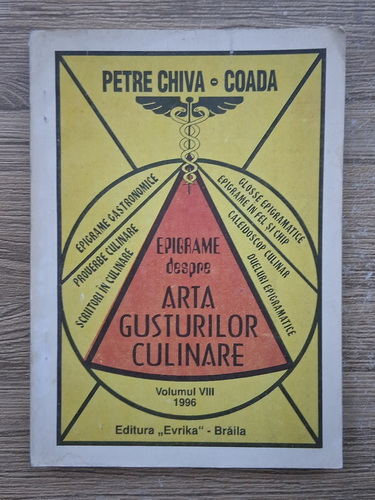 PETRE CHIVA • COADA
EPIGRAME GASTRONOMICE
PROVERBE CULINARE
SCRIITORI ÎN CULINARE
GLOSSE EPIGRAMATICE
EPIGRAME ÎN FEL ȘI CHIP
CALEIDOSCOP CULINAR
DUELURI EPIGRAMATICE
EPIGRAME
despre
ARTA
GUSTURILOR
CULINARE
Volumul VIII
1996
Editura „Evrika" - Brăila